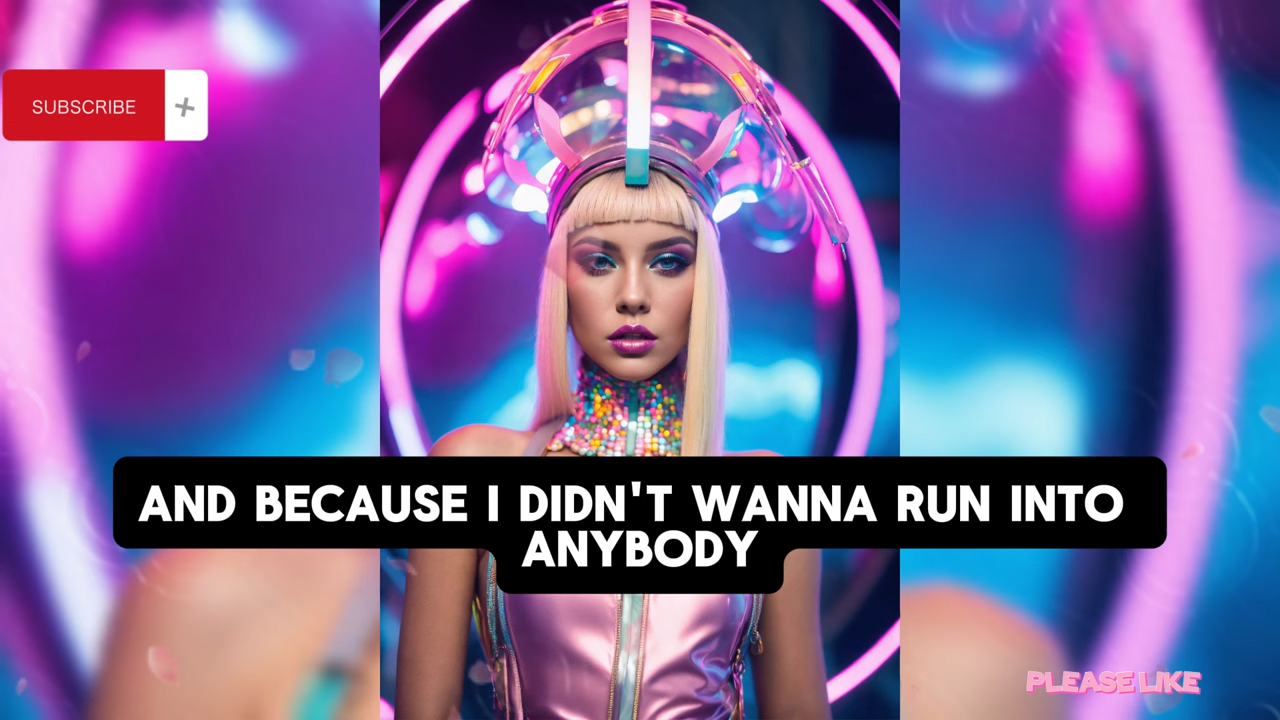 SUBSCRIBE +
AND BECAUSE I DIDN'T WANNA RUN INTO
ANYBODY
PLEASE LIKE